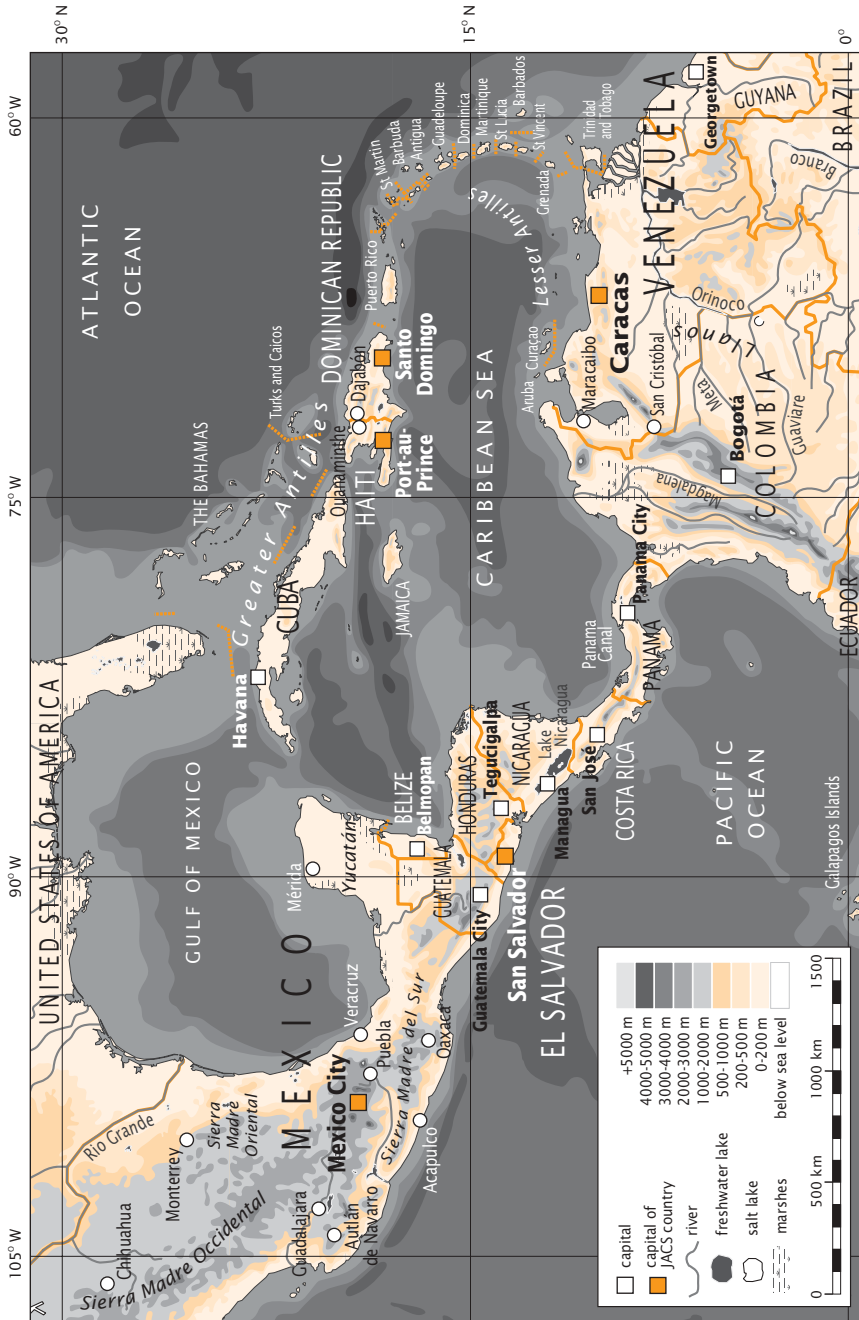 105° W
90° W
75° W
60° W
30° N
15° N
0°
UNITED STATES OF AMERICA
ATLANTIC
OCEAN
GULF OF MEXICO
Chihuahua
Rio Grande
Monterrey
Sierra
Madre
Oriental
Sierra Madre Occidental
M E X I C O
Guadalajara
Autlán
de Navarro
Mexico City
Puebla
Veracruz
Acapulco
Oaxaca
Sierra Madre del Sur
Mérida
Yucatán
Havana
CUBA
Greater Antilles
THE BAHAMAS
Turks and Caicos
JAMAICA
HAITI
Ouanaminthe
Port-au-
Prince
Dajabon
DOMINICAN REPUBLIC
Santo
Domingo
Puerto Rico
St Martin
Barbuda
Antigua
Guadeloupe
Dominica
Martinique
St Lucia
Barbados
St Vincent
Grenada
Trinidad
and Tobago
Lesser Antilles
CARIBBEAN SEA
Aruba
Curaçao
BELIZE
Belmopan
GUATEMALA
Guatemala City
HONDURAS
Tegucigalpa
San Salvador
EL SALVADOR
NICARAGUA
Lake
Nicaragua
Managua
San José
COSTA RICA
Panama
Canal
Panama City
PANAMA
PACIFIC
OCEAN
Galapagos Islands
Maracaibo
San Cristóbal
Caracas
VENEZUELA
Llanos
Orinoco
Meta
Guaviare
Magdalena
Bogotá
COLOMBIA
ECUADOR
Georgetown
GUYANA
Branco
BRAZIL
capital
capital of
JACS country
river
freshwater lake
salt lake
marshes
+5000 m
4000-5000 m
3000-4000 m
2000-3000 m
1000-2000 m
500-1000 m
200-500 m
0-200 m
below sea level
0
500 km
1000 km
1500